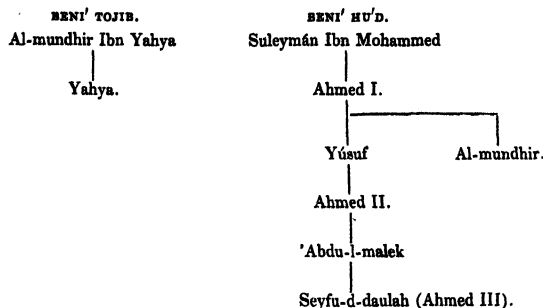 BENI' TOJIB. BENI' HU'D.
Al-mundhir Ibn Yahya Suleymán Ibn Mohammed
Yahya. Ahmed I.
Yúsuf Al-mundhir.
Ahmed II.
'Abdu-l-malek
Seyfu-d-daulah (Ahmed III).